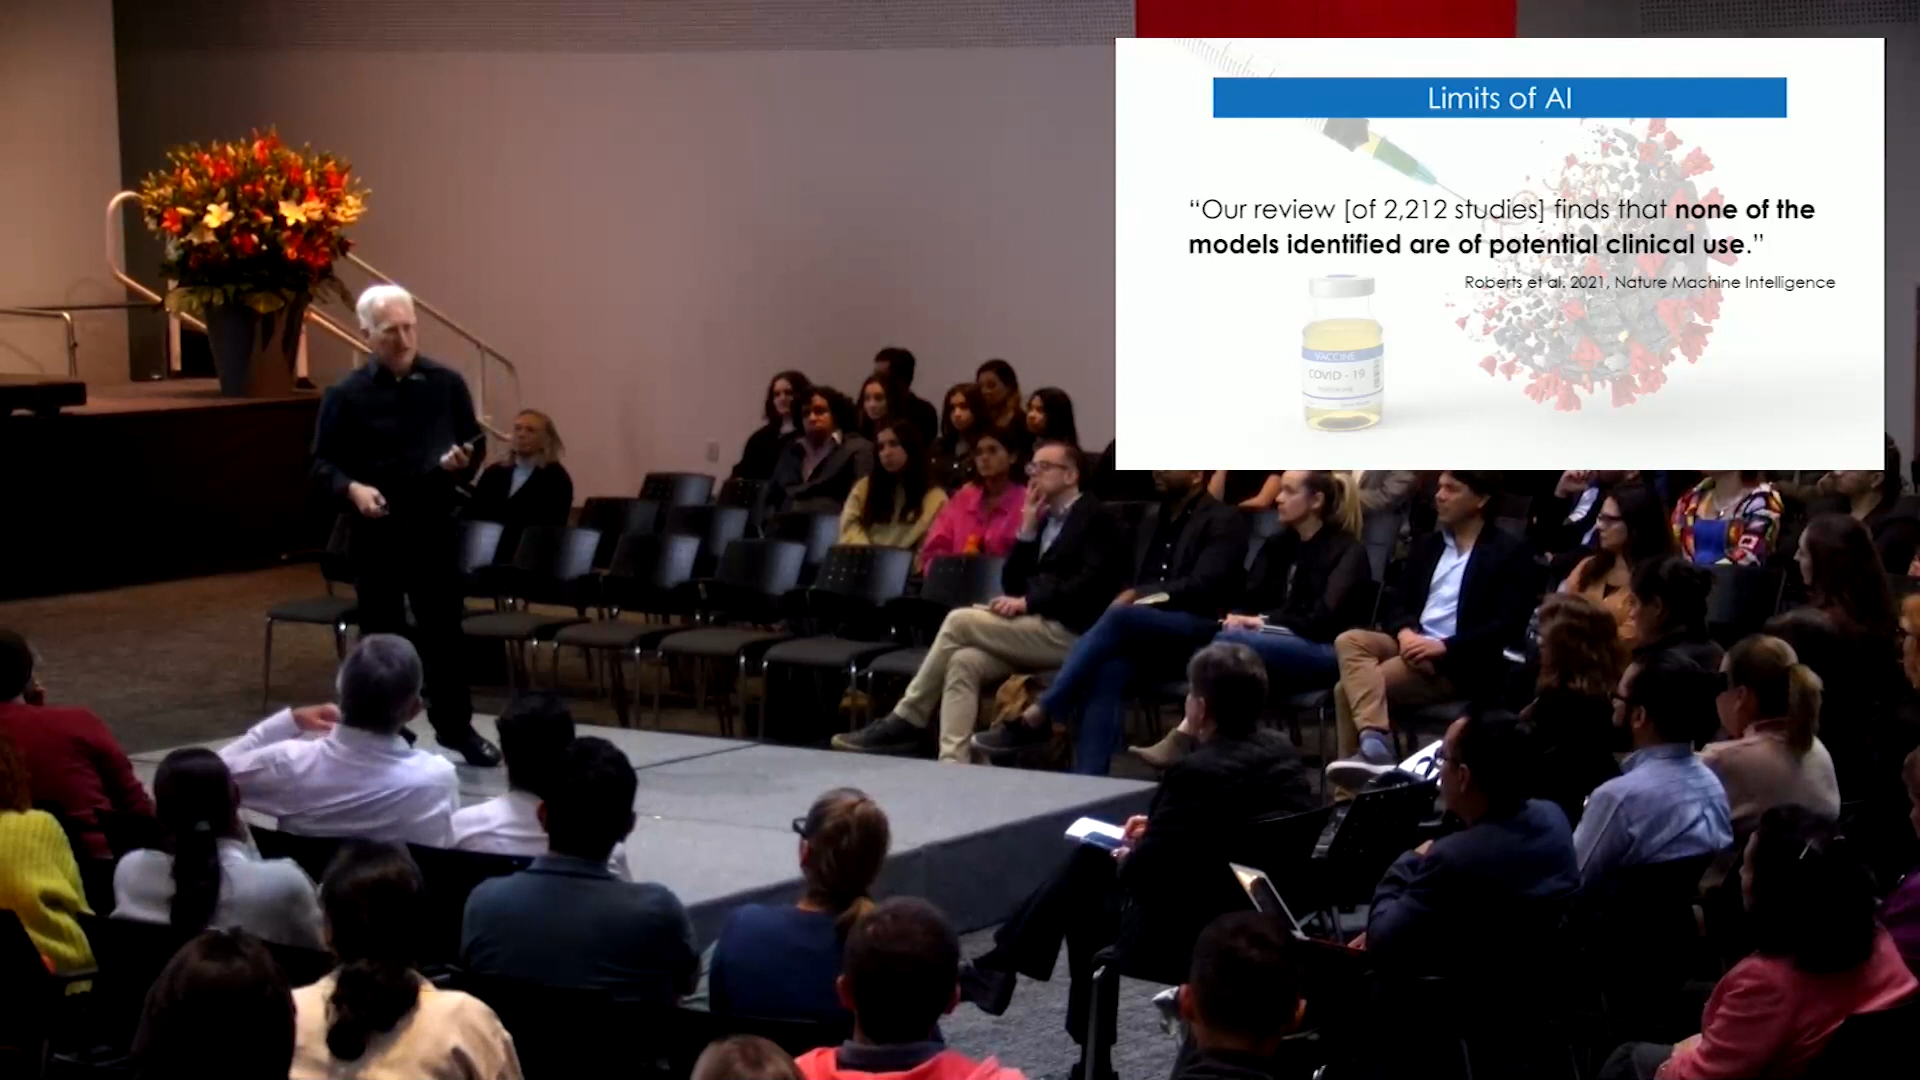 Limits of AI
“Our review [of 2,212 studies] finds that none of the
models identified are of potential clinical use.”
Roberts et al. 2021, Nature Machine Intelligence
VACCINE
COVID - 19